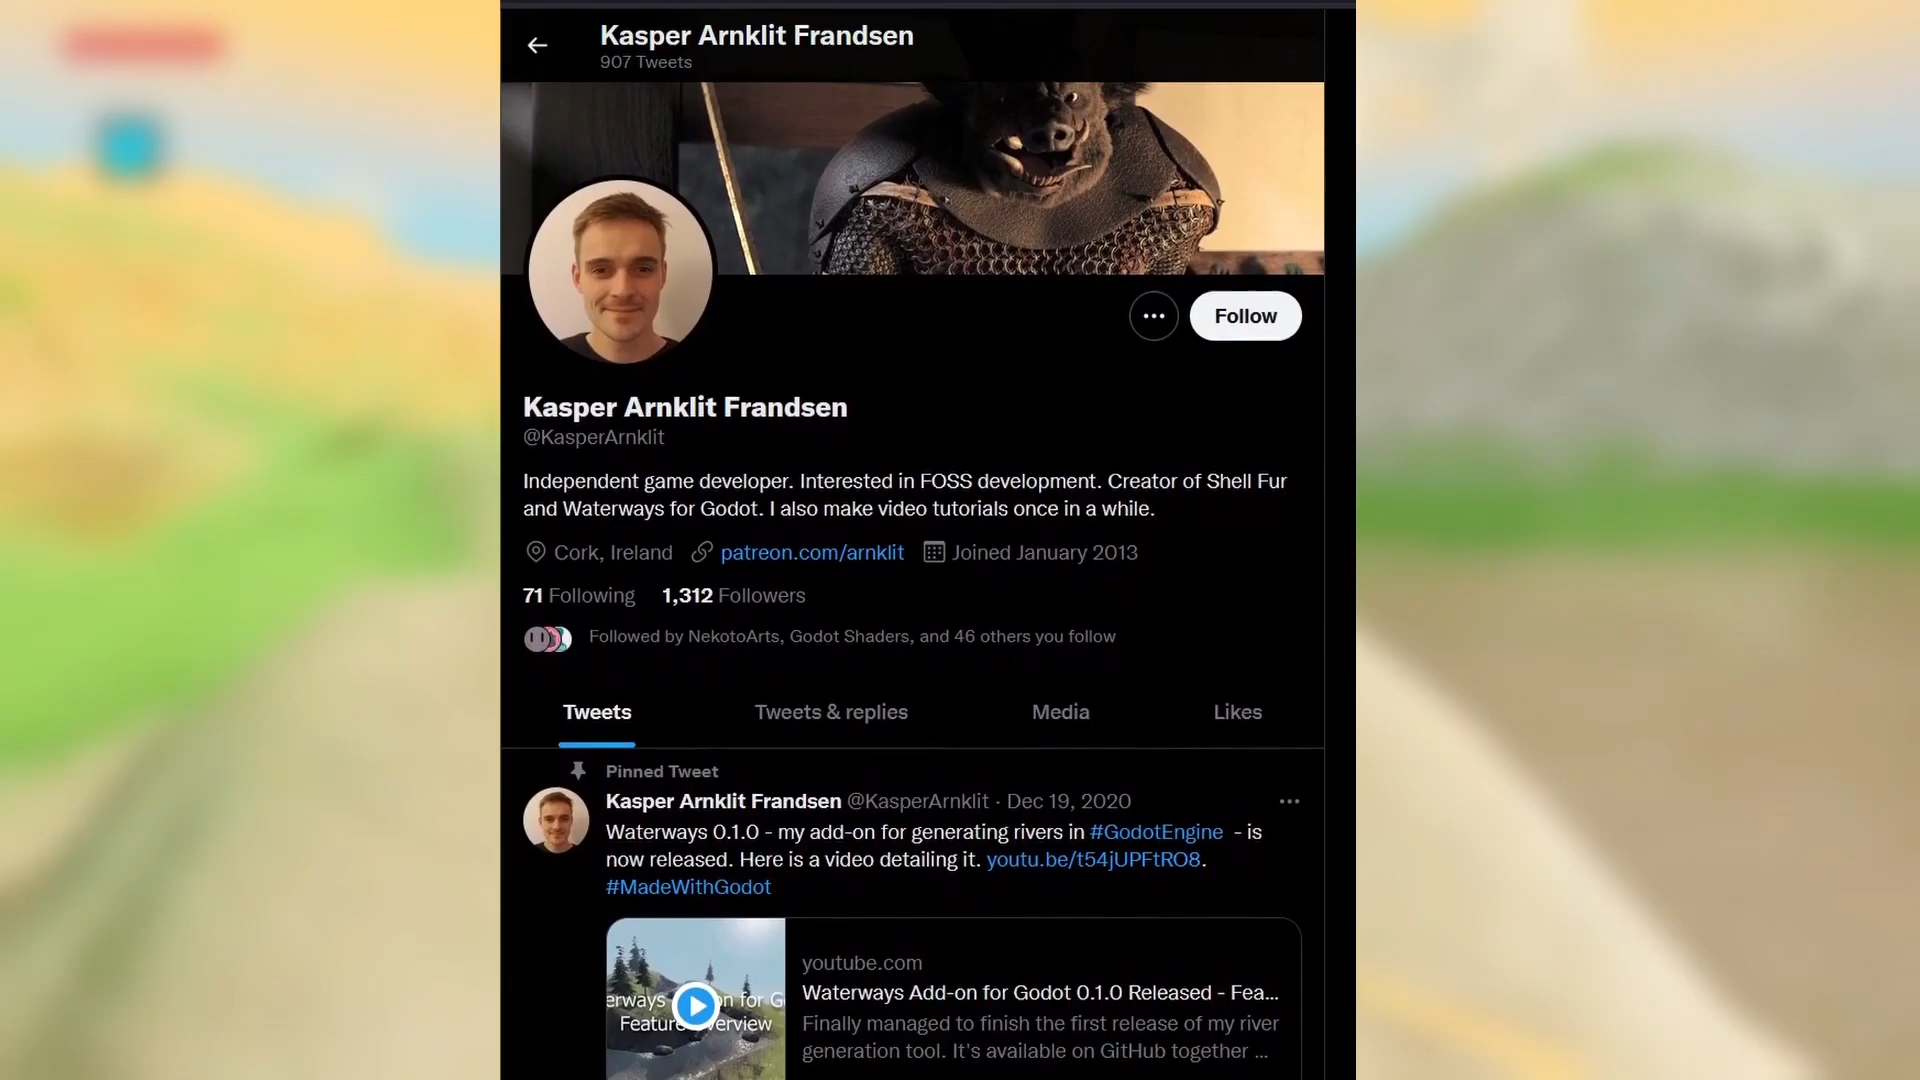 Kasper Arnklit Frandsen
907 Tweets
Follow
Kasper Arnklit Frandsen
@KasperArnklit
Independent game developer. Interested in FOSS development. Creator of Shell Fur
and Waterways for Godot. I also make video tutorials once in a while.
Cork, Ireland patreon.com/arnklit Joined January 2013
71 Following 1,312 Followers
Followed by NekotoArts, Godot Shaders, and 46 others you follow
Tweets Tweets & replies Media Likes
Pinned Tweet
Kasper Arnklit Frandsen @KasperArnklit · Dec 19, 2020
Waterways 0.1.0 - my add-on for generating rivers in #GodotEngine - is
now released. Here is a video detailing it. youtu.be/t54jUPFtRO8.
#MadeWithGodot
erways on for G
Feature verview
youtube.com
Waterways Add-on for Godot 0.1.0 Released - Fea...
Finally managed to finish the first release of my river
generation tool. It's available on GitHub together ...